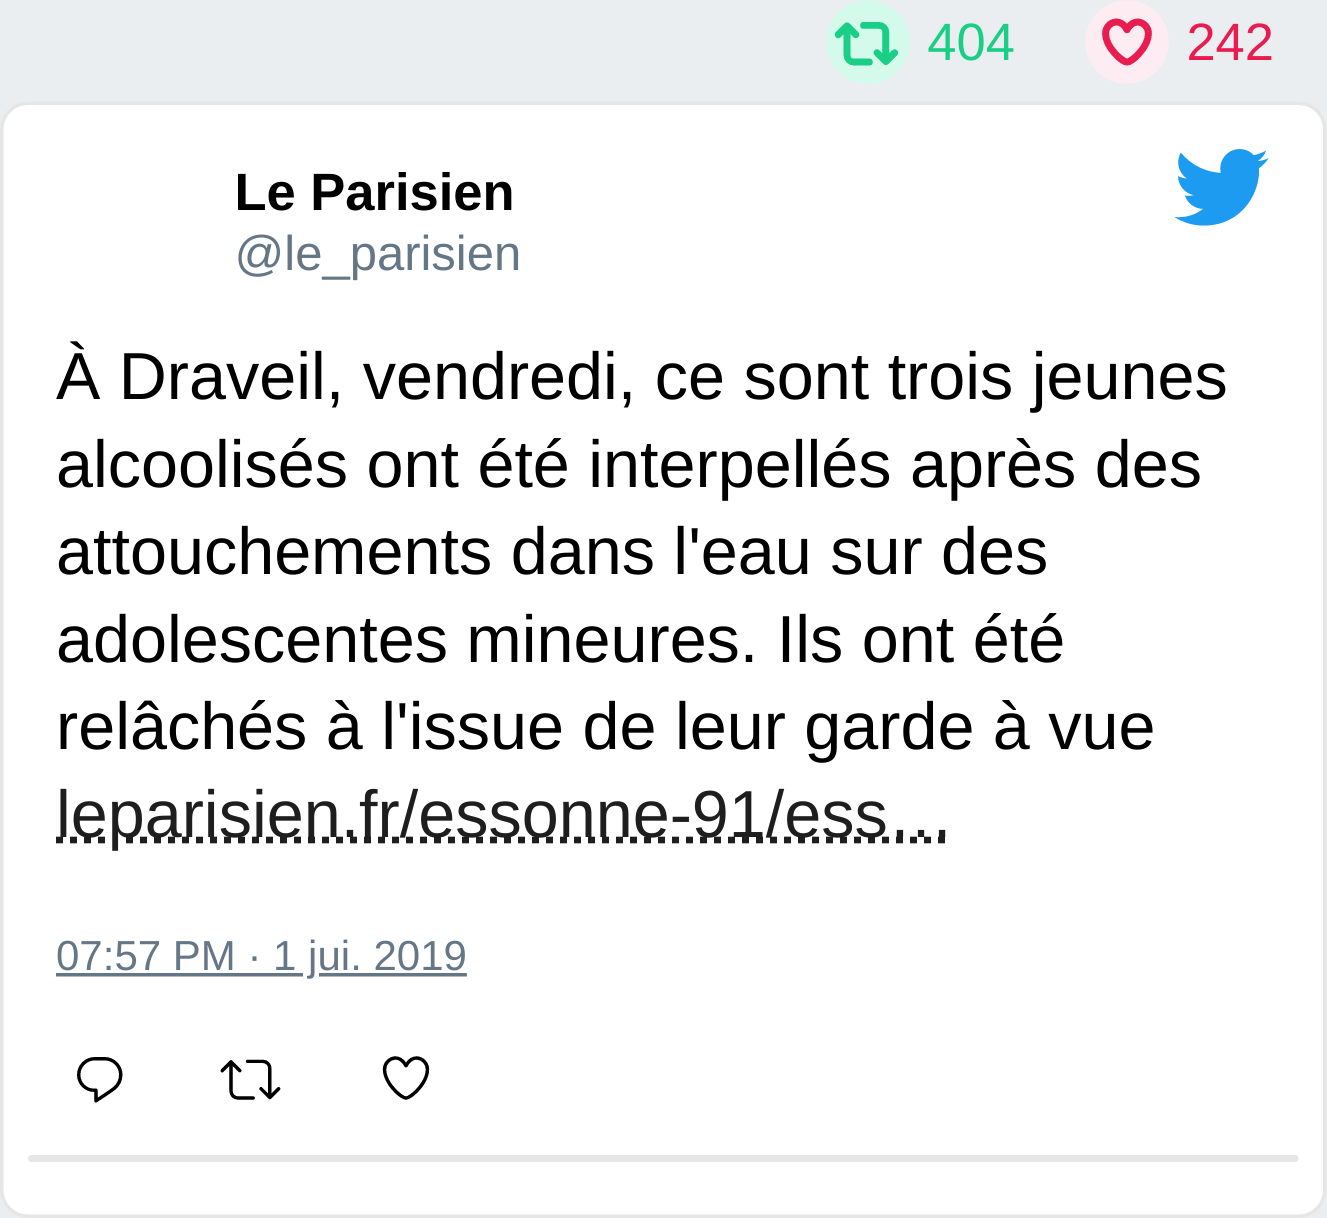 404 242
Le Parisien
@le_parisien
À Draveil, vendredi, ce sont trois jeunes
alcoolisés ont été interpellés après des
attouchements dans l'eau sur des
adolescentes mineures. Ils ont été
relâchés à l'issue de leur garde à vue
leparisien.fr/essonne-91/ess...
07:57 PM · 1 jui. 2019